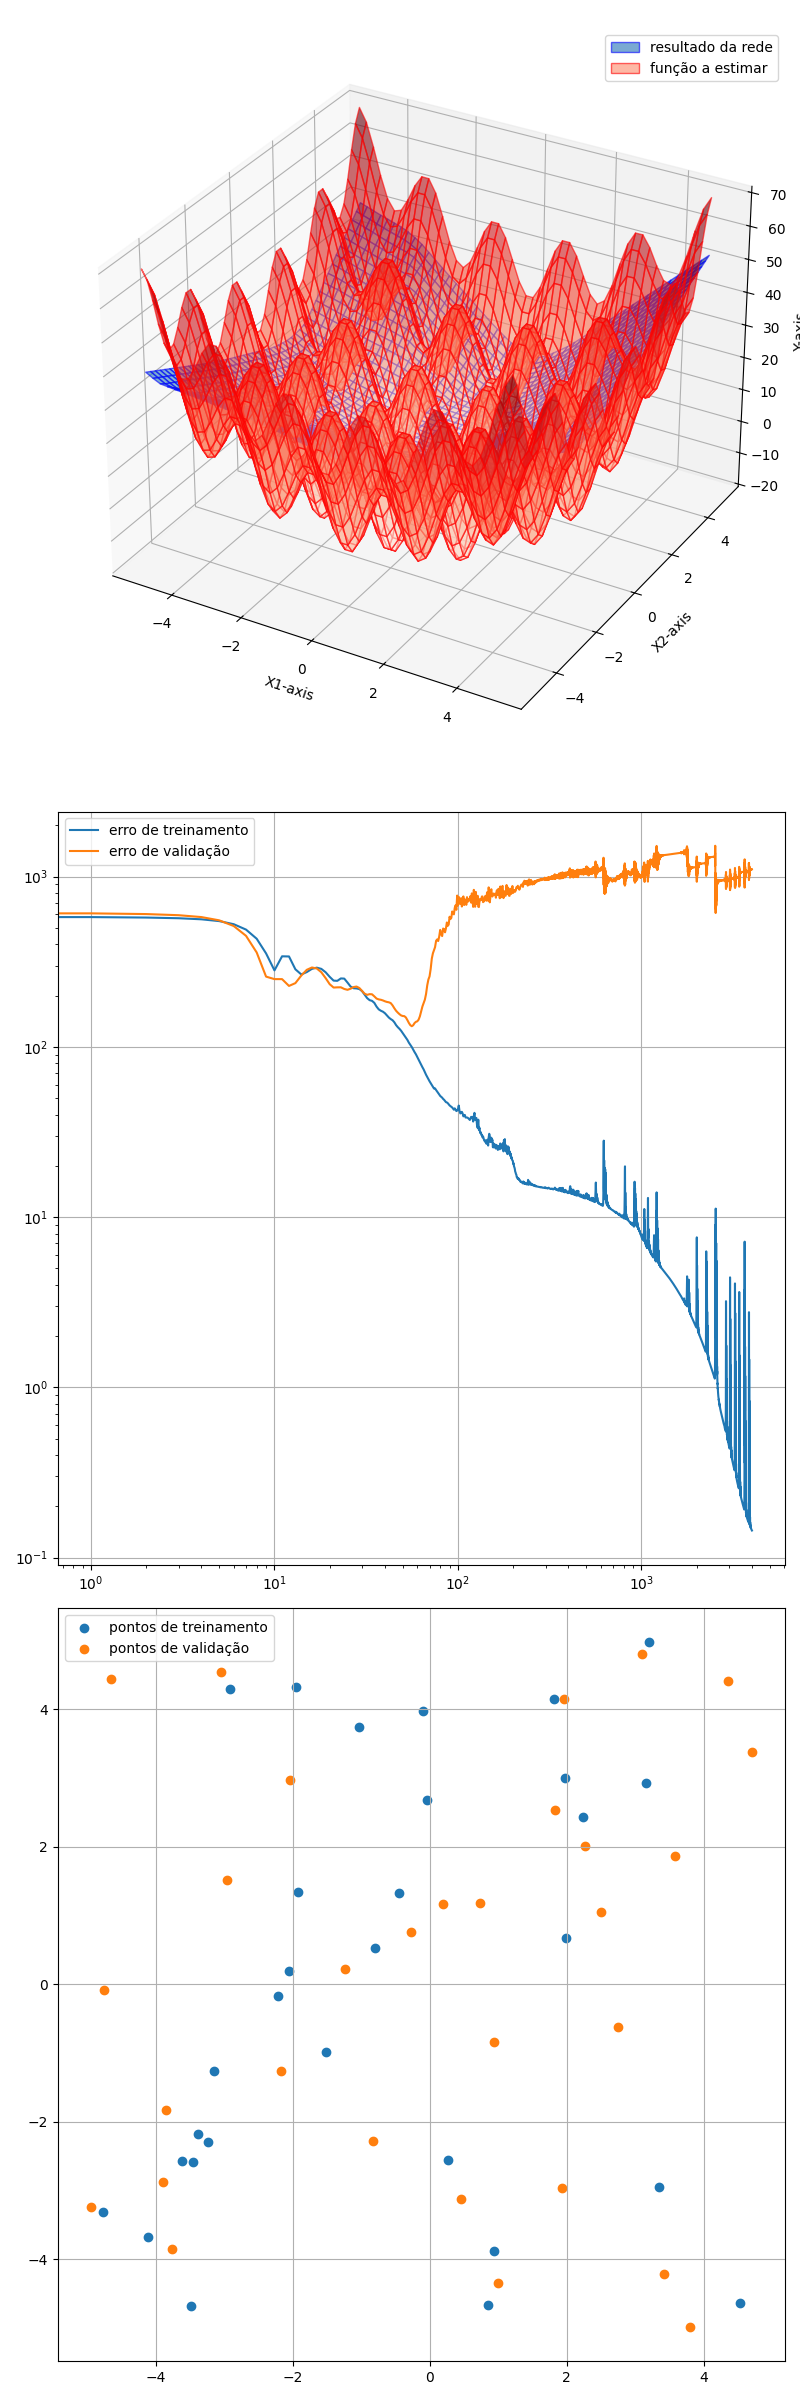 resultado da rede
função a estimar
70
60
50
40
30
20
10
0
−10
−20
Y-axis
−4
−2
0
2
4
X1-axis
−4
−2
0
2
4
X2-axis
erro de treinamento
erro de validação
10³
10²
10¹
10⁰
10⁻¹
10⁰ 10¹ 10² 10³
pontos de treinamento
pontos de validação
4
2
0
−2
−4
−4 −2 0 2 4